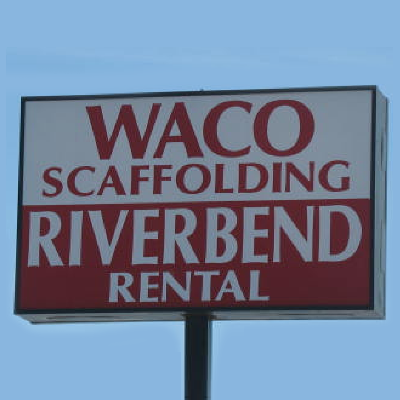 WACO
SCAFFOLDING
RIVERBEND
RENTAL